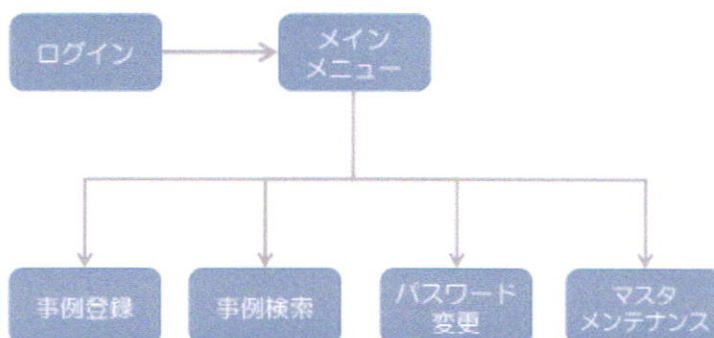 ログイン
メイン
メニュー
事例登録
事例検索
パスワード
変更
マスタ
メンテナンス